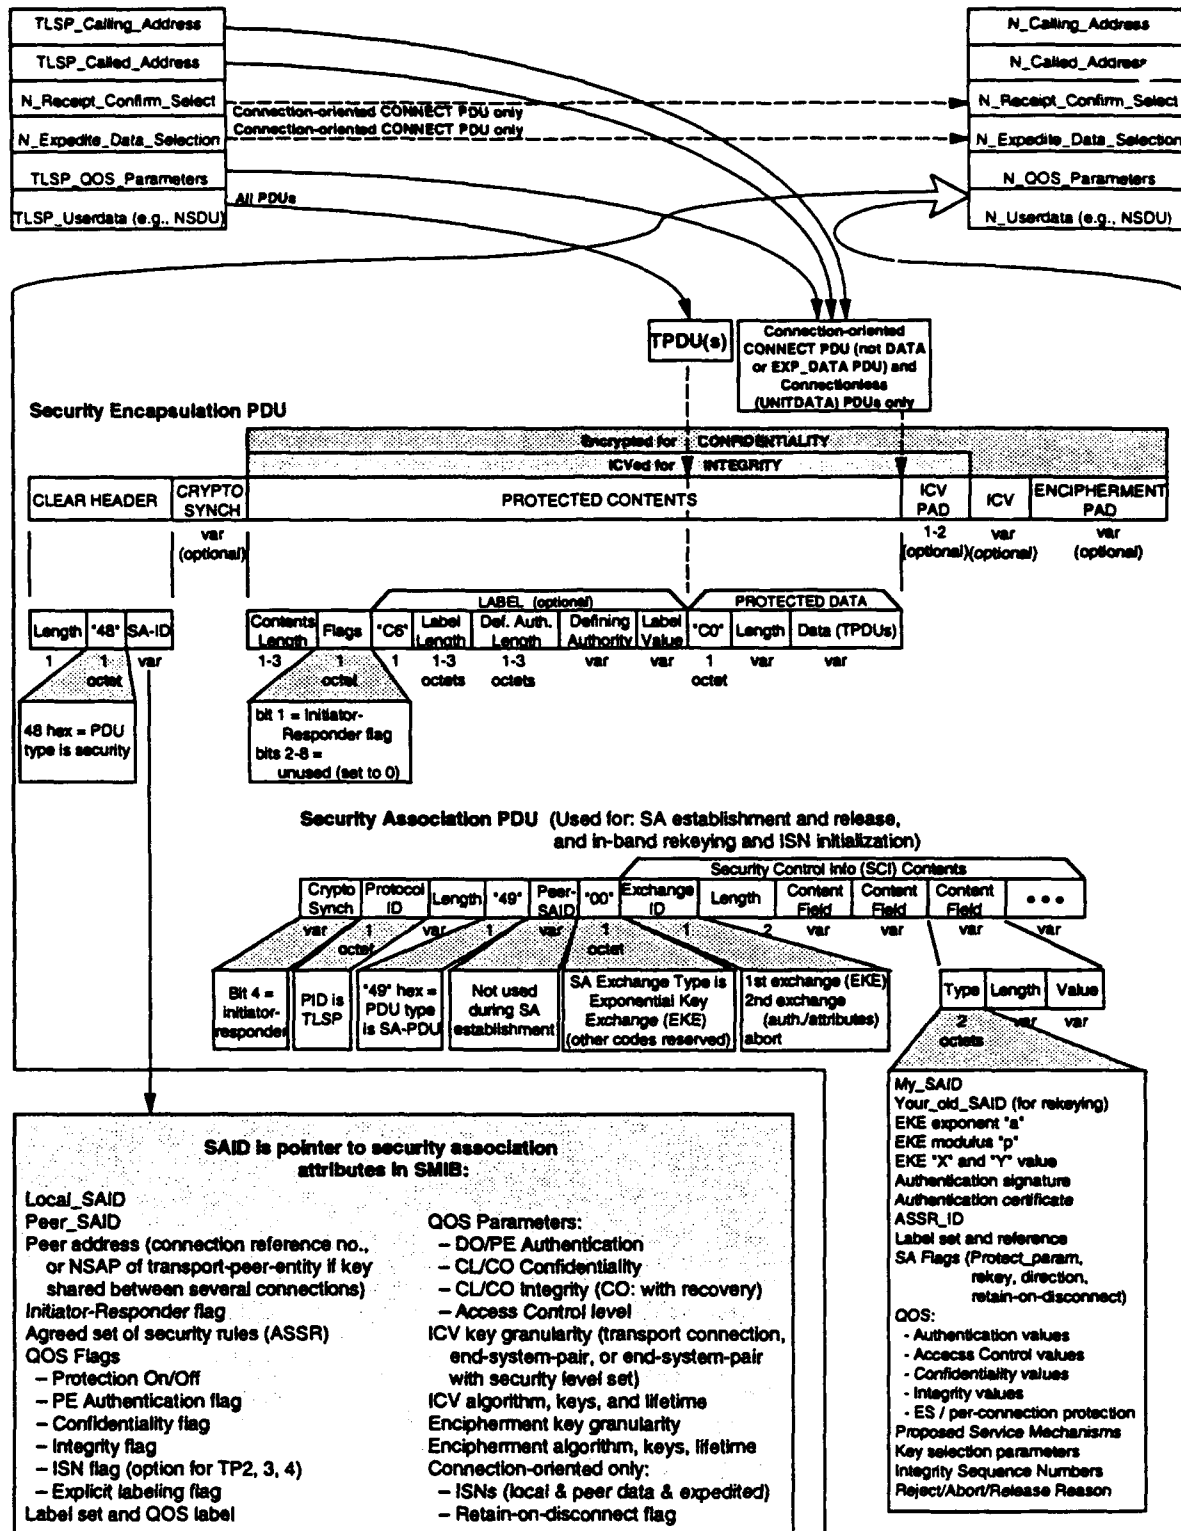 TLSP_Calling_Address
TLSP_Called_Address
N_Receipt_Confirm_Select
N_Expedite_Data_Selection
TLSP_QOS_Parameters
TLSP_Userdata (e.g., NSDU)
Connection-oriented CONNECT PDU only
Connection-oriented CONNECT PDU only
All PDUs
N_Calling_Address
N_Called_Address
N_Receipt_Confirm_Select
N_Expedite_Data_Selection
N_QOS_Parameters
N_Userdata (e.g., NSDU)
TPDU(s)
Connection-oriented
CONNECT PDU (not DATA
or EXP_DATA PDU) and
Connectionless
(UNITDATA) PDUs only
Security Encapsulation PDU
Encrypted for CONFIDENTIALITY
ICVed for INTEGRITY
CLEAR HEADER
CRYPTO
SYNCH
PROTECTED CONTENTS
ICV
PAD
ICV
ENCIPHERMENT
PAD
var
(optional)
1-2
(optional)
var
(optional)
var
(optional)
LABEL (optional)
PROTECTED DATA
Length
"48"
SA-ID
Contents
Length
Flags
"C6"
Label
Length
Def. Auth.
Length
Defining
Authority
Label
Value
"C0"
Length
Data (TPDUs)
1
1
octet
var
1-3
1
octet
1
1-3
octets
1-3
octets
var
var
1
octet
var
var
48 hex = PDU
type is security
bit 1 = Initiator-
Responder flag
bits 2-8 =
unused (set to 0)
Security Association PDU (Used for: SA establishment and release,
and in-band rekeying and ISN initialization)
Security Control Info (SCI) Contents
Crypto
Synch
Protocol
ID
Length
"49"
Peer-
SAID
"00"
Exchange
ID
Length
Content
Field
Content
Field
Content
Field
• • •
var
1
octet
var
1
var
1
octet
1
2
var
var
var
var
Bit 4 =
initiator-
responder
PID is
TLSP
"49" hex =
PDU type
is SA-PDU
Not used
during SA
establishment
SA Exchange Type is
Exponential Key
Exchange (EKE)
(other codes reserved)
1st exchange (EKE)
2nd exchange
(auth./attributes)
abort
Type
Length
Value
2
octets
var
var
My_SAID
Your_old_SAID (for rekeying)
EKE exponent "a"
EKE modulus "p"
EKE "X" and "Y" value
Authentication signature
Authentication certificate
ASSR_ID
Label set and reference
SA Flags (Protect_param,
rekey, direction,
retain-on-disconnect)
QOS:
- Authentication values
- Accecss Control values
- Confidentiality values
- Integrity values
- ES / per-connection protection
Proposed Service Mechanisms
Key selection parameters
Integrity Sequence Numbers
Reject/Abort/Release Reason
SAID is pointer to security association
attributes in SMIB:
Local_SAID
Peer_SAID
Peer address (connection reference no.,
or NSAP of transport-peer-entity if key
shared between several connections)
Initiator-Responder flag
Agreed set of security rules (ASSR)
QOS Flags
– Protection On/Off
– PE Authentication flag
– Confidentiality flag
– Integrity flag
– ISN flag (option for TP2, 3, 4)
– Explicit labeling flag
Label set and QOS label
QOS Parameters:
– DO/PE Authentication
– CL/CO Confidentiality
– CL/CO Integrity (CO: with recovery)
– Access Control level
ICV key granularity (transport connection,
end-system-pair, or end-system-pair
with security level set)
ICV algorithm, keys, and lifetime
Encipherment key granularity
Encipherment algorithm, keys, lifetime
Connection-oriented only:
– ISNs (local & peer data & expedited)
– Retain-on-disconnect flag